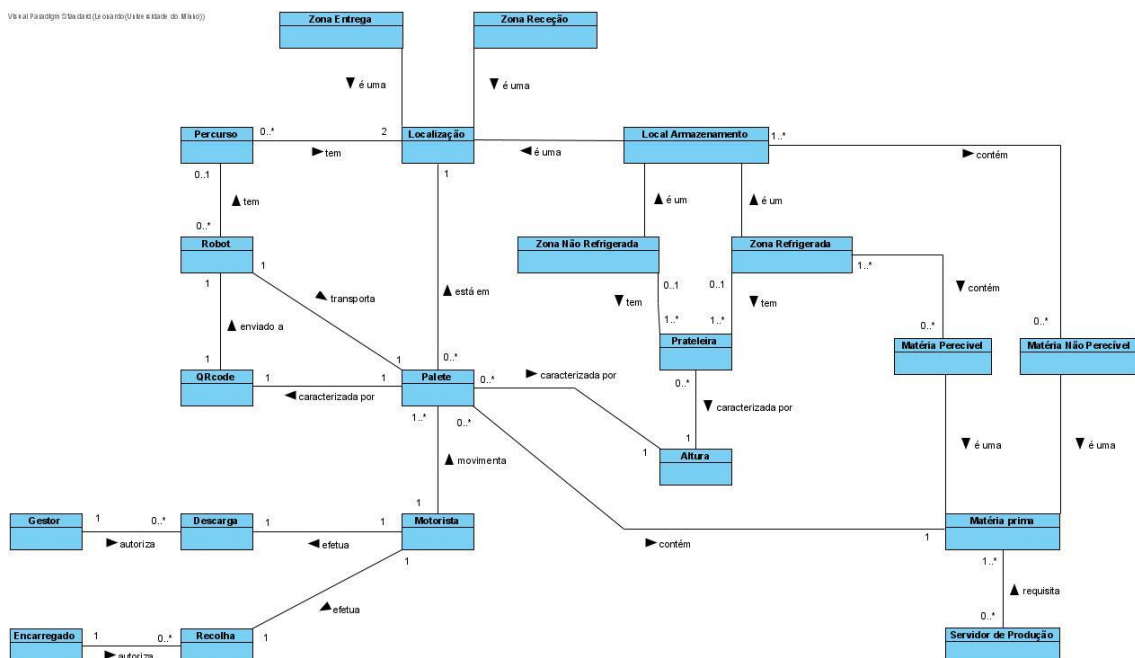 Visual Paradigm Standard(Leonardo(Universidade do Minho))
Zona Entrega
Zona Receção
é uma
é uma
Percurso
0..*
2
Localização
Local Armazenamento
1..*
tem
é uma
contém
0..1
1
tem
é um
é um
0..*
Robot
Zona Não Refrigerada
Zona Refrigerada
1
1
1..*
transporta
está em
0..1
0..1
contém
tem
tem
enviado a
1..*
1..*
0..*
0..*
Prateleira
Matéria Perecivel
Matéria Não Perecível
1
1
0..*
QRcode
1
1
Palete
0..*
caracterizada por
0..*
caracterizada por
caracterizada por
1..*
0..*
1
1
Altura
é uma
é uma
movimenta
1
Gestor
1
0..*
Descarga
1
1
Motorista
Matéria prima
autoriza
efetua
contém
1
1
1..*
efetua
requisita
Encarregado
1
0..*
Recolha
1
0..*
Servidor de Produção
autoriza